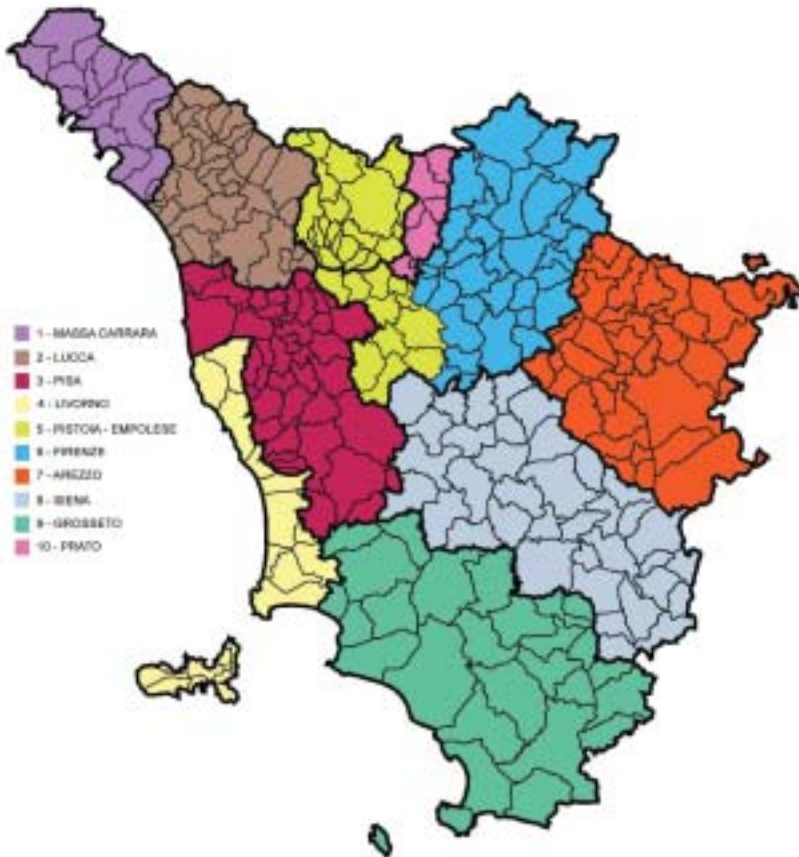 1 - MASSA CARRARA
2 - LUCCA
3 - PISA
4 - LIVORNO
5 - PISTOIA - EMPOLESE
6 - FIRENZE
7 - AREZZO
8 - SIENA
9 - GROSSETO
10 - PRATO